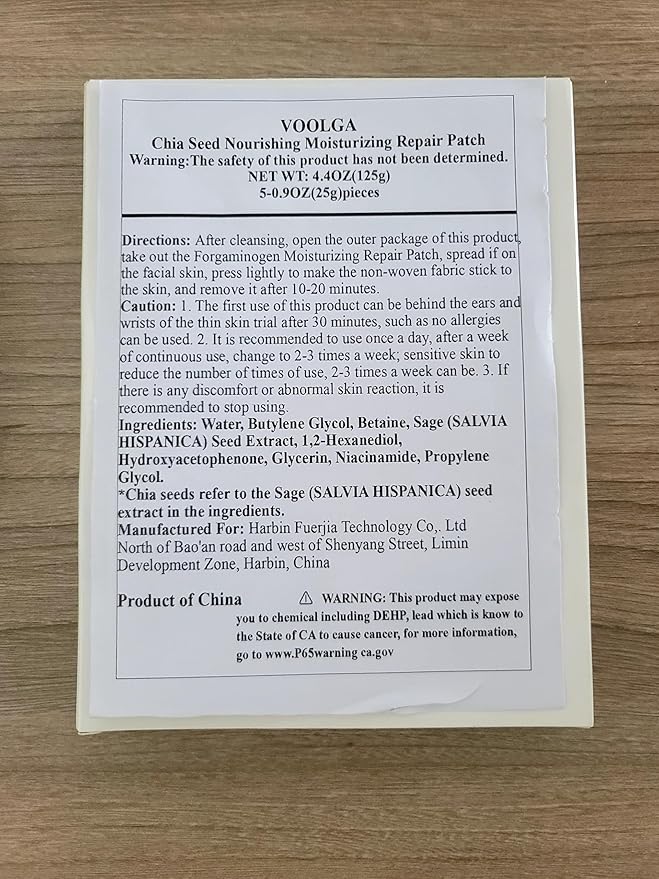 VOOLGA
Chia Seed Nourishing Moisturizing Repair Patch
Warning:The safety of this product has not been determined.
NET WT: 4.4OZ(125g)
5-0.9OZ(25g)pieces
Directions: After cleansing, open the outer package of this product,
take out the Forgaminogen Moisturizing Repair Patch, spread if on
the facial skin, press lightly to make the non-woven fabric stick to
the skin, and remove it after 10-20 minutes.
Caution: 1. The first use of this product can be behind the ears and
wrists of the thin skin trial after 30 minutes, such as no allergies
can be used. 2. It is recommended to use once a day, after a week
of continuous use, change to 2-3 times a week; sensitive skin to
reduce the number of times of use, 2-3 times a week can be. 3. If
there is any discomfort or abnormal skin reaction, it is
recommended to stop using.
Ingredients: Water, Butylene Glycol, Betaine, Sage (SALVIA
HISPANICA) Seed Extract, 1,2-Hexanediol,
Hydroxyacetophenone, Glycerin, Niacinamide, Propylene
Glycol.
*Chia seeds refer to the Sage (SALVIA HISPANICA) seed
extract in the ingredients.
Manufactured For: Harbin Fuerjia Technology Co,. Ltd
North of Bao'an road and west of Shenyang Street, Limin
Development Zone, Harbin, China
Product of China
⚠ WARNING: This product may expose
you to chemical including DEHP, lead which is know to
the State of CA to cause cancer, for more information,
go to www.P65warning ca.gov